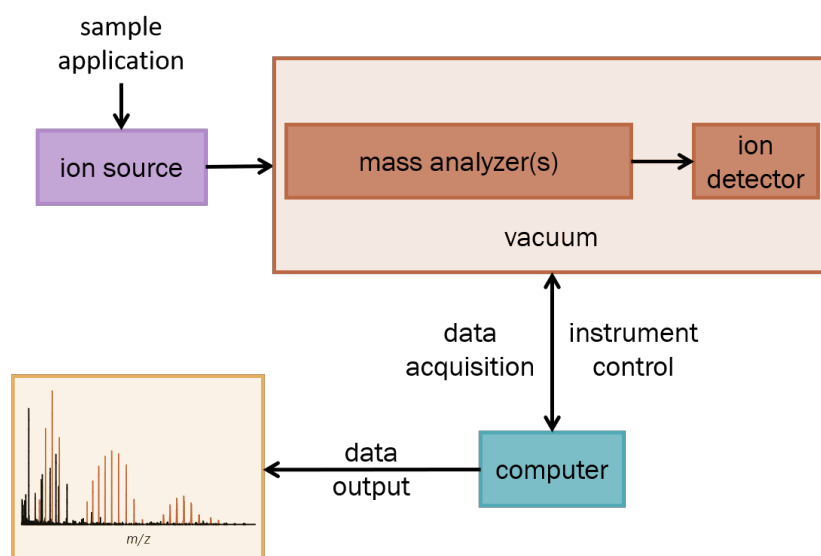 sample
application
ion source
mass analyzer(s)
ion
detector
vacuum
data
acquisition
instrument
control
data
output
computer
m/z